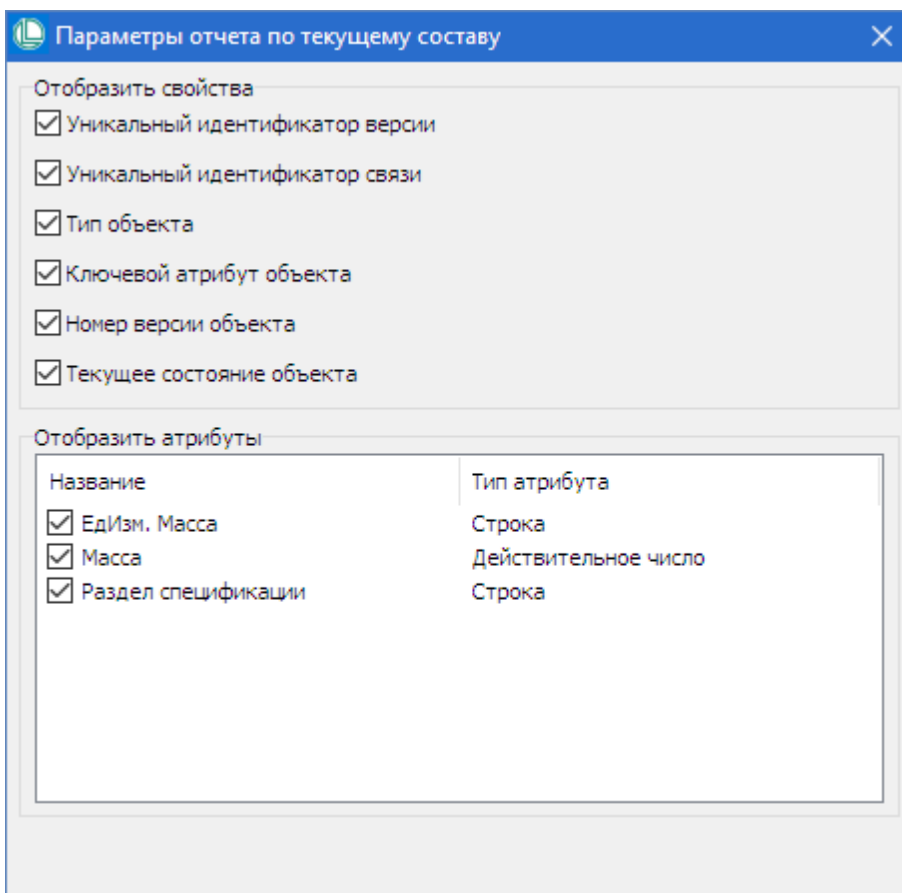 Параметры отчета по текущему составу
Отобразить свойства
Уникальный идентификатор версии
Уникальный идентификатор связи
Тип объекта
Ключевой атрибут объекта
Номер версии объекта
Текущее состояние объекта
Отобразить атрибуты
Название Тип атрибута
ЕдИзм. Масса Строка
Масса Действительное число
Раздел спецификации Строка